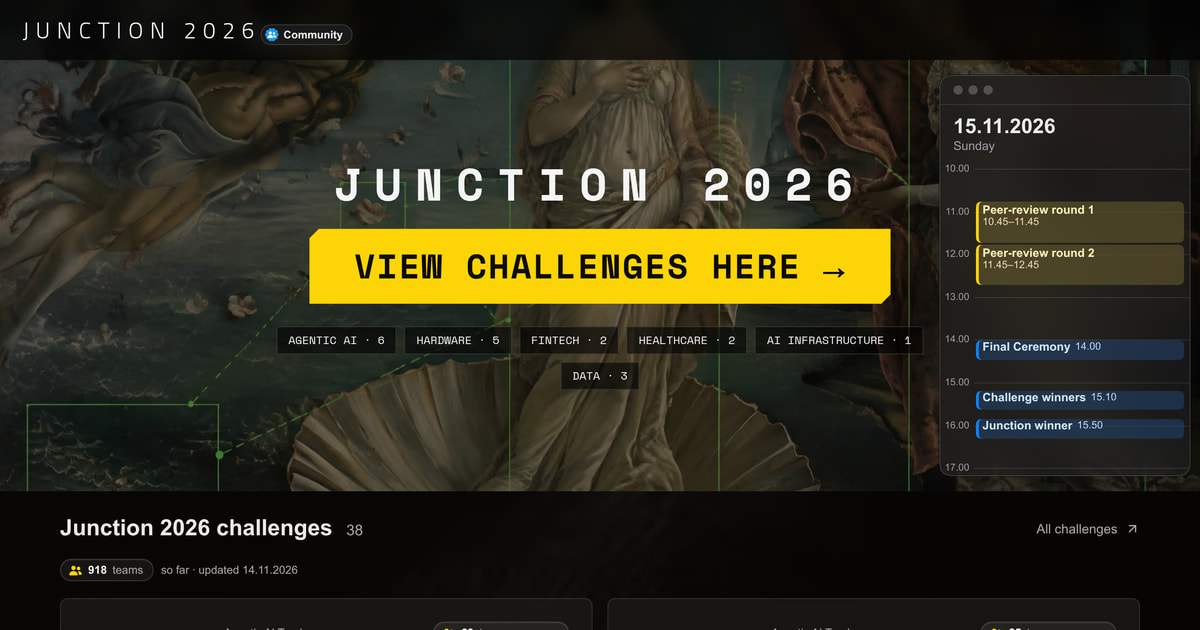 JUNCTION 2026 Community
JUNCTION 2026
VIEW CHALLENGES HERE →
AGENTIC AI · 6
HARDWARE · 5
FINTECH · 2
HEALTHCARE · 2
AI INFRASTRUCTURE · 1
DATA · 3
15.11.2026
Sunday
10.00
11.00
Peer-review round 1
10.45–11.45
12.00
Peer-review round 2
11.45–12.45
13.00
14.00
Final Ceremony 14.00
15.00
Challenge winners 15.10
16.00
Junction winner 15.50
17.00
Junction 2026 challenges 38
All challenges
918 teams so far · updated 14.11.2026